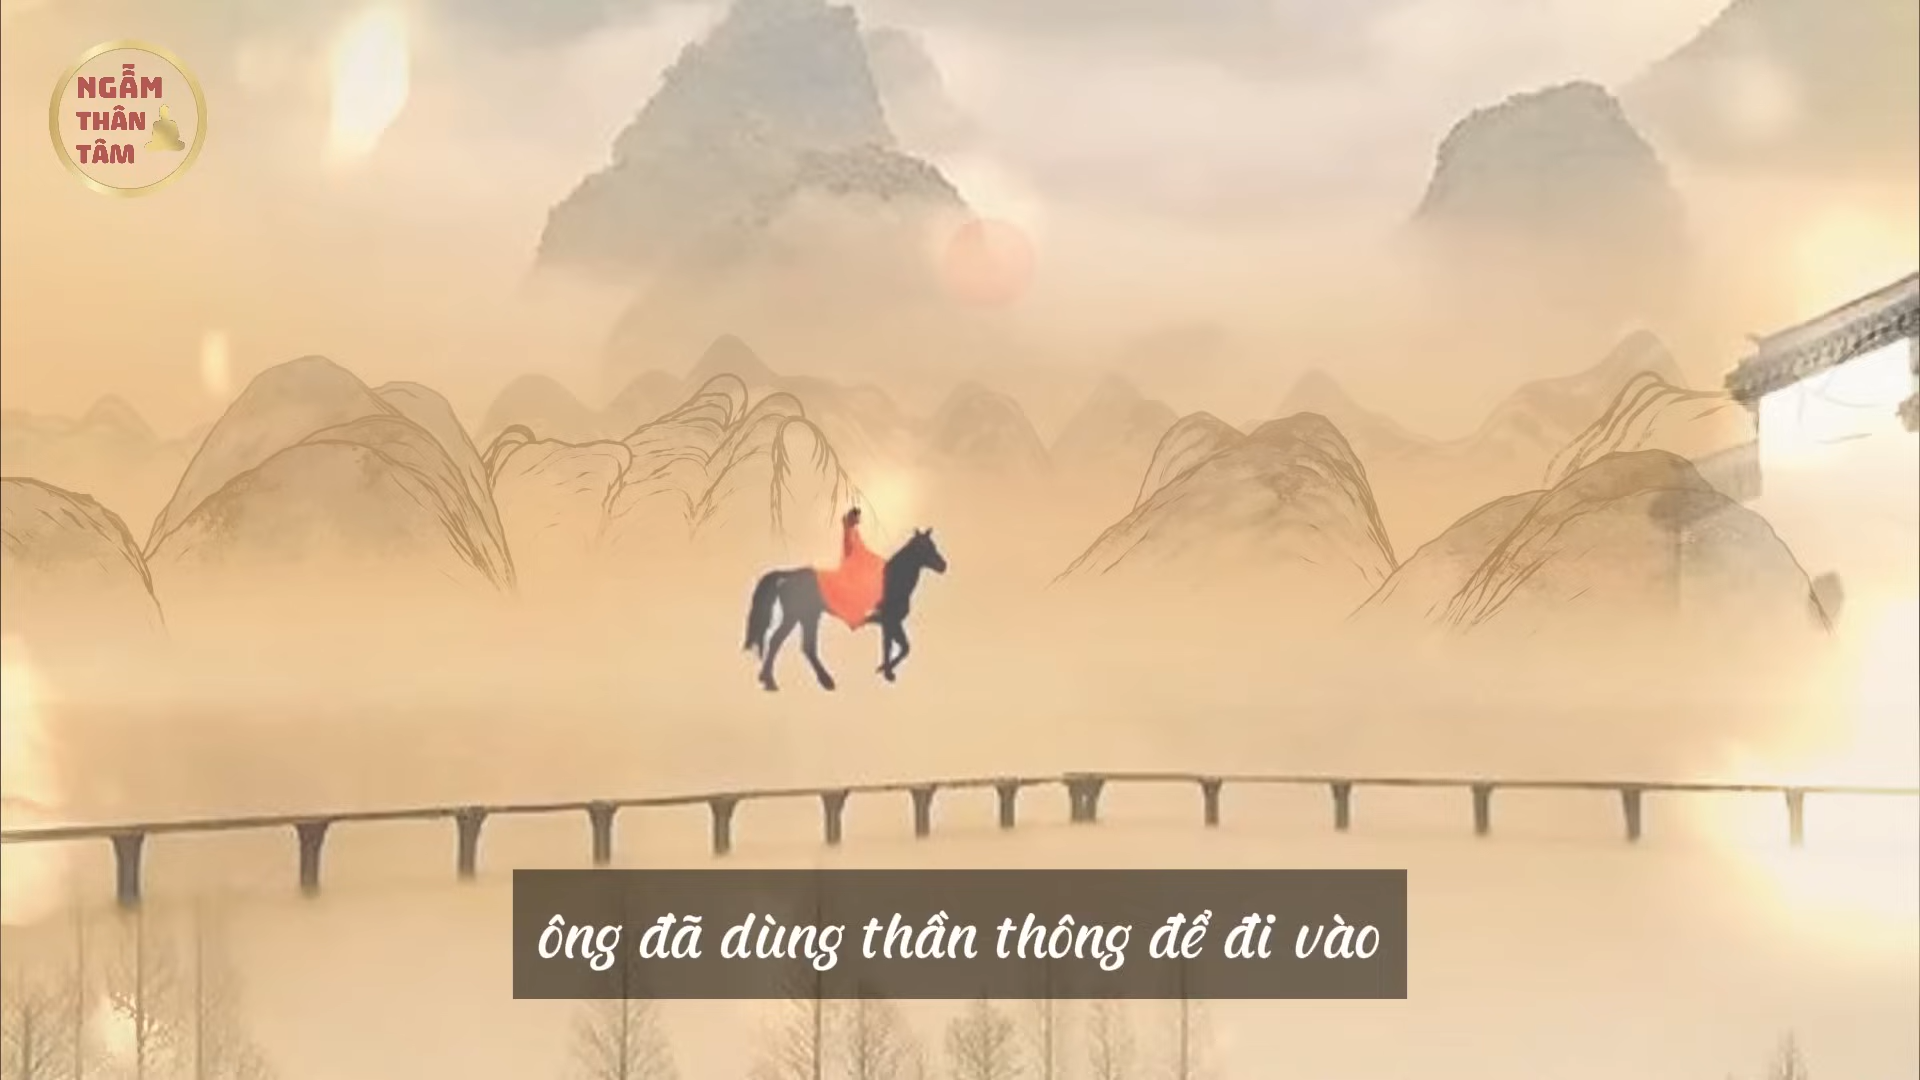 NGẪM
THÂN
TÂM
ông đã dùng thần thông để đi vào